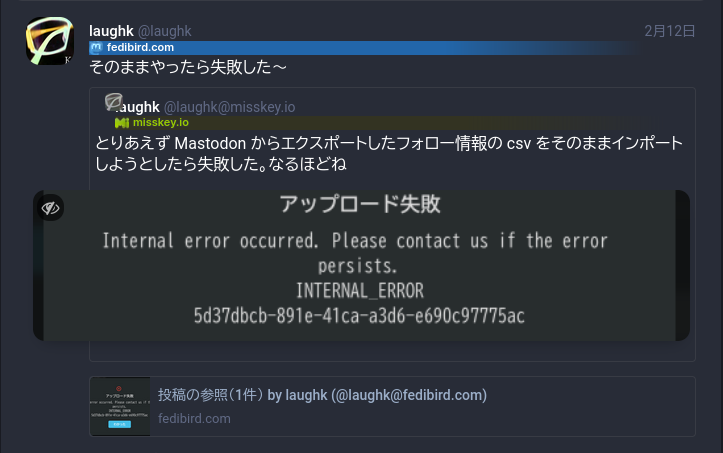 laughk @laughk 2月12日
fedibird.com
そのままやったら失敗した〜
laughk @laughk@misskey.io
misskey.io
とりあえず Mastodon からエクスポートしたフォロー情報の csv をそのままインポート
しようとしたら失敗した。なるほどね
アップロード失敗
Internal error occurred. Please contact us if the error
persists.
INTERNAL_ERROR
5d37dbcb-891e-41ca-a3d6-e690c97775ac
投稿の参照(1件) by laughk (@laughk@fedibird.com)
fedibird.com